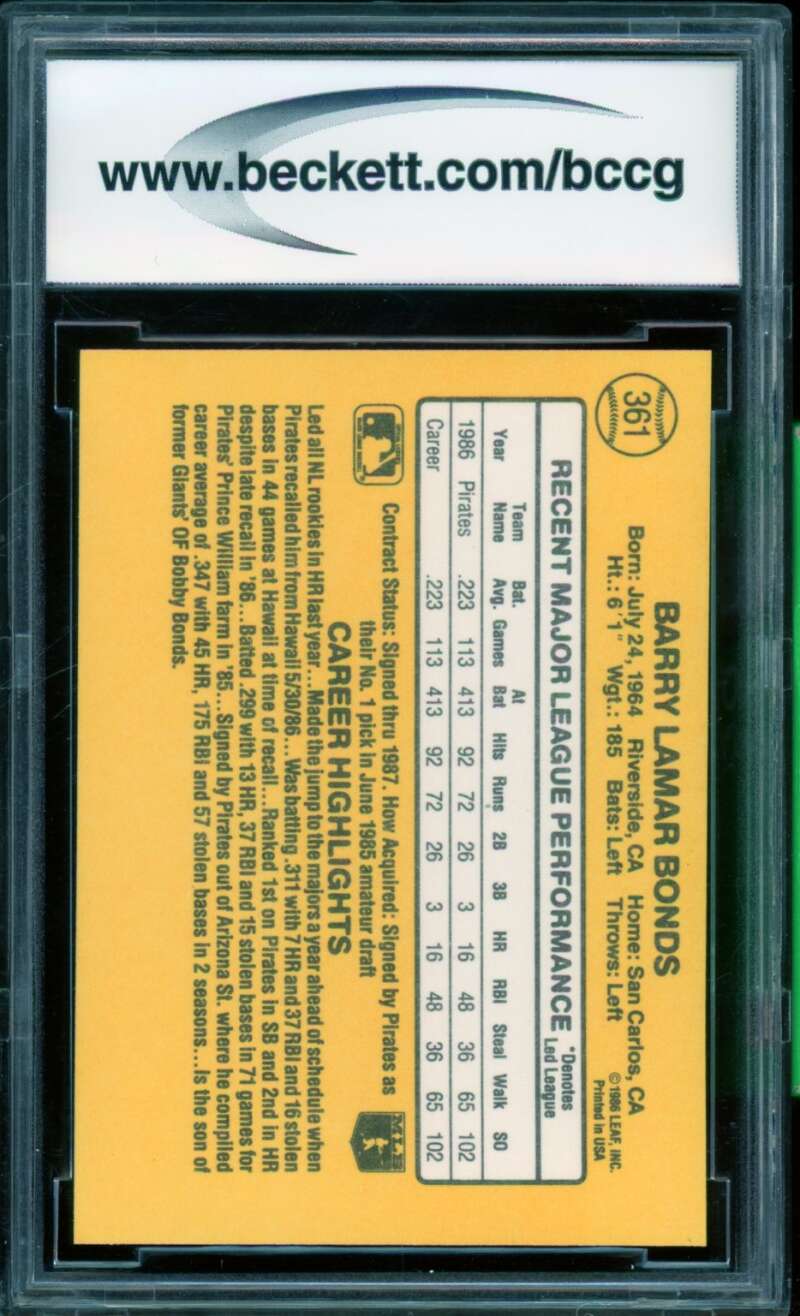 www.beckett.com/bccg
361
BARRY LAMAR BONDS
Born: July 24, 1964 Riverside, CA Home: San Carlos, CA
Ht.: 6'1" Wgt.: 185 Bats: Left Throws: Left
©1986 LEAF, INC.
Printed in USA
RECENT MAJOR LEAGUE PERFORMANCE *Denotes Led League
Year Team Name Bat. Avg. Games At Bat Hits Runs 2B 3B HR RBI Steal Walk SO
1986 Pirates .223 113 413 92 72 26 3 16 48 36 65 102
Career .223 113 413 92 72 26 3 16 48 36 65 102
Contract Status: Signed thru 1987. How Acquired: Signed by Pirates as
their No. 1 pick in June 1985 amateur draft
MLB
CAREER HIGHLIGHTS
Led all NL rookies in HR last year...Made the jump to the majors a year ahead of schedule when
Pirates recalled him from Hawaii 5/30/86...Was batting .311 with 7 HR and 37 RBI and 16 stolen
bases in 44 games at Hawaii at time of recall...Ranked 1st on Pirates in SB and 2nd in HR
despite late recall in '86...Batted .299 with 13 HR, 37 RBI and 15 stolen bases in 71 games for
Pirates' Prince William farm in '85...Signed by Pirates out of Arizona St. where he compiled
career average of .347 with 45 HR, 175 RBI and 57 stolen bases in 2 seasons...Is the son of
former Giants' OF Bobby Bonds.